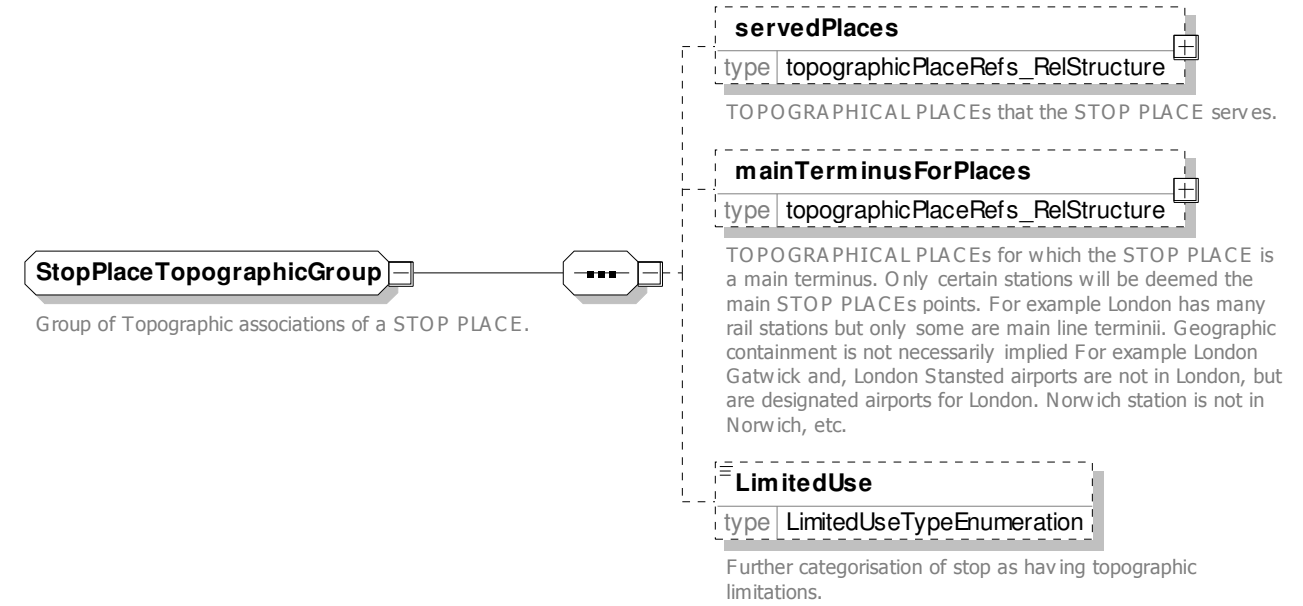 servedPlaces
type topographicPlaceRefs_RelStructure
TOPOGRAPHICAL PLACEs that the STOP PLACE serves.
mainTerminusForPlaces
type topographicPlaceRefs_RelStructure
TOPOGRAPHICAL PLACEs for which the STOP PLACE is
a main terminus. Only certain stations will be deemed the
main STOP PLACEs points. For example London has many
rail stations but only some are main line terminii. Geographic
containment is not necessarily implied For example London
Gatwick and, London Stansted airports are not in London, but
are designated airports for London. Norwich station is not in
Norwich, etc.
StopPlaceTopographicGroup
Group of Topographic associations of a STOP PLACE.
LimitedUse
type LimitedUseTypeEnumeration
Further categorisation of stop as having topographic
limitations.